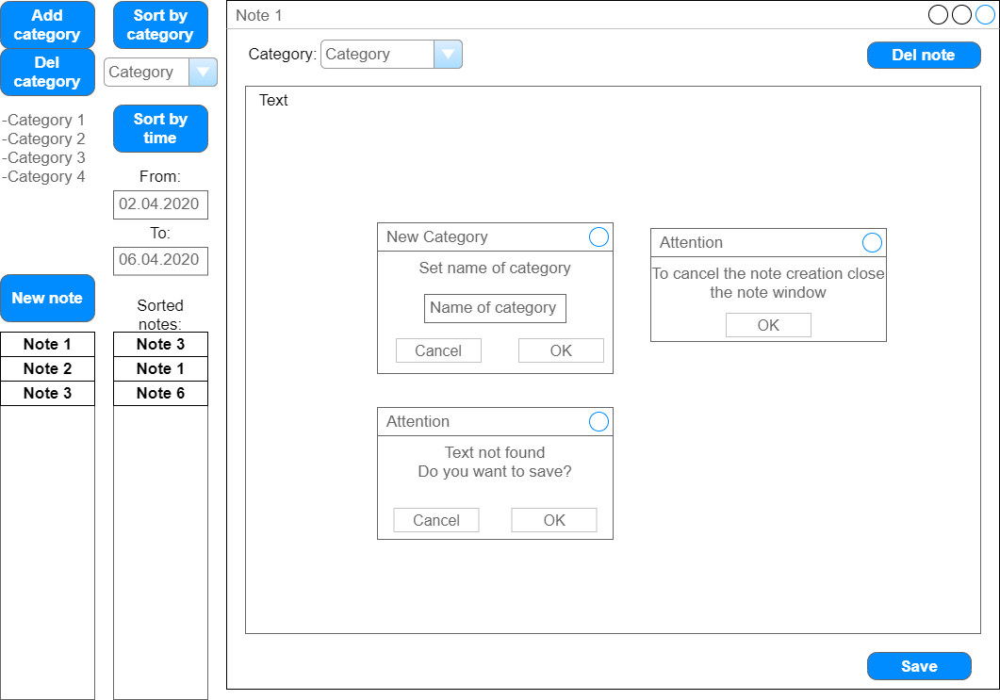 Add
category
Del
category
-Category 1
-Category 2
-Category 3
-Category 4
New note
Note 1
Note 2
Note 3
Sort by
category
Category
Sort by
time
From:
02.04.2020
To:
06.04.2020
Sorted
notes:
Note 3
Note 1
Note 6
Note 1
Category: Category
Del note
Text
New Category
Set name of category
Name of category
Cancel OK
Attention
To cancel the note creation close
the note window
OK
Attention
Text not found
Do you want to save?
Cancel OK
Save